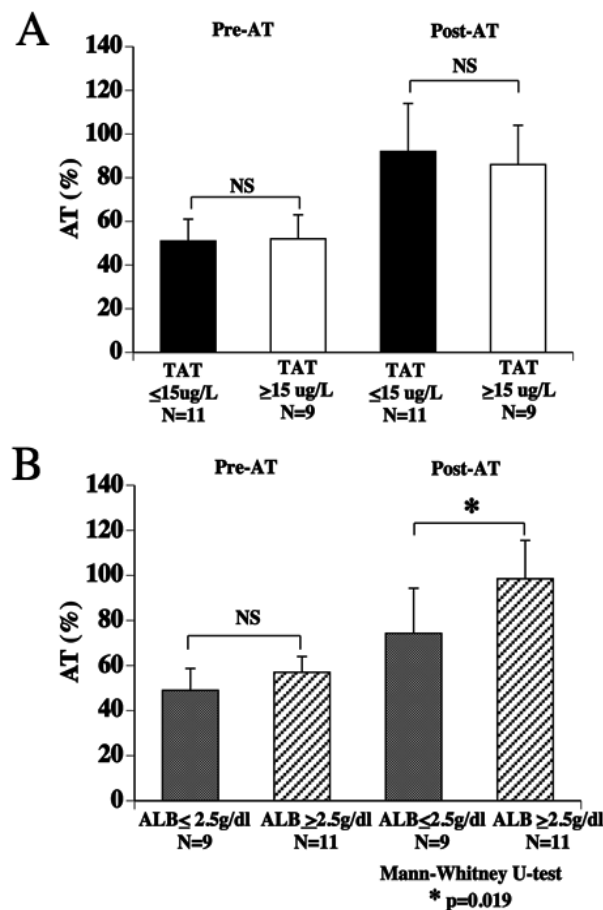 A
Pre-AT Post-AT
AT (%)
140
120
100
80
60
40
20
0
NS
NS
TAT TAT TAT TAT
≤15ug/L ≥15 ug/L ≤15 ug/L ≥15 ug/L
N=11 N=9 N=11 N=9
B
Pre-AT Post-AT
AT (%)
140
120
100
80
60
40
20
0
NS
*
ALB≤ 2.5g/dl ALB ≥2.5g/dl ALB≤2.5g/dl ALB ≥2.5g/dl
N=9 N=11 N=9 N=11
Mann-Whitney U-test
* p=0.019